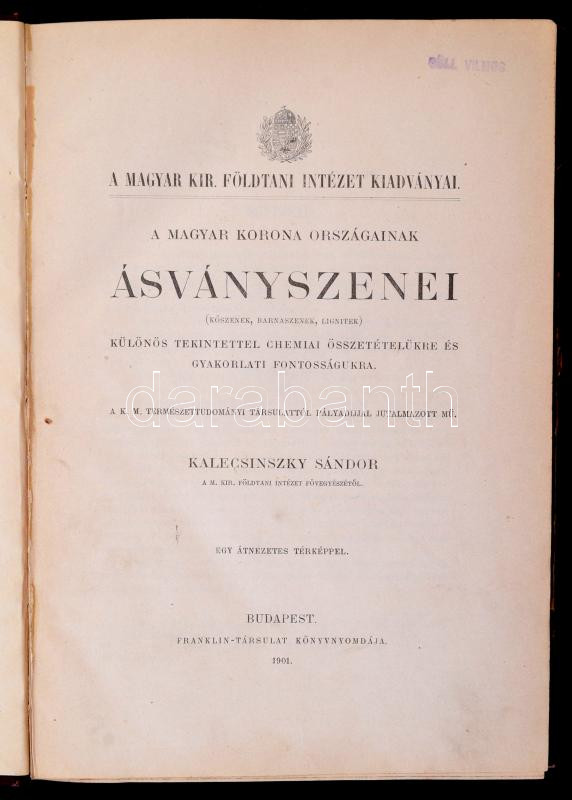 GÁLL VILMOS
A MAGYAR KIR. FÖLDTANI INTÉZET KIADVÁNYAI.
A MAGYAR KORONA ORSZÁGAINAK
ÁSVÁNYSZENEI
(KŐSZENEK, BARNASZENEK, LIGNITEK)
KÜLÖNÖS TEKINTETTEL CHEMIAI ÖSSZETÉTELÜKRE ÉS
GYAKORLATI FONTOSSÁGUKRA.
darabanth
A K. M. TERMÉSZETTUDOMÁNYI TÁRSULATTÓL PÁLYADIJJAL JUTALMAZOTT MŰ.
KALECSINSZKY SÁNDOR
A M. KIR. FÖLDTANI INTÉZET FŐVEGYÉSZÉTŐL.
EGY ÁTNEZETES TÉRKÉPPEL.
BUDAPEST.
FRANKLIN-TÁRSULAT KÖNYVNYOMDÁJA.
1901.